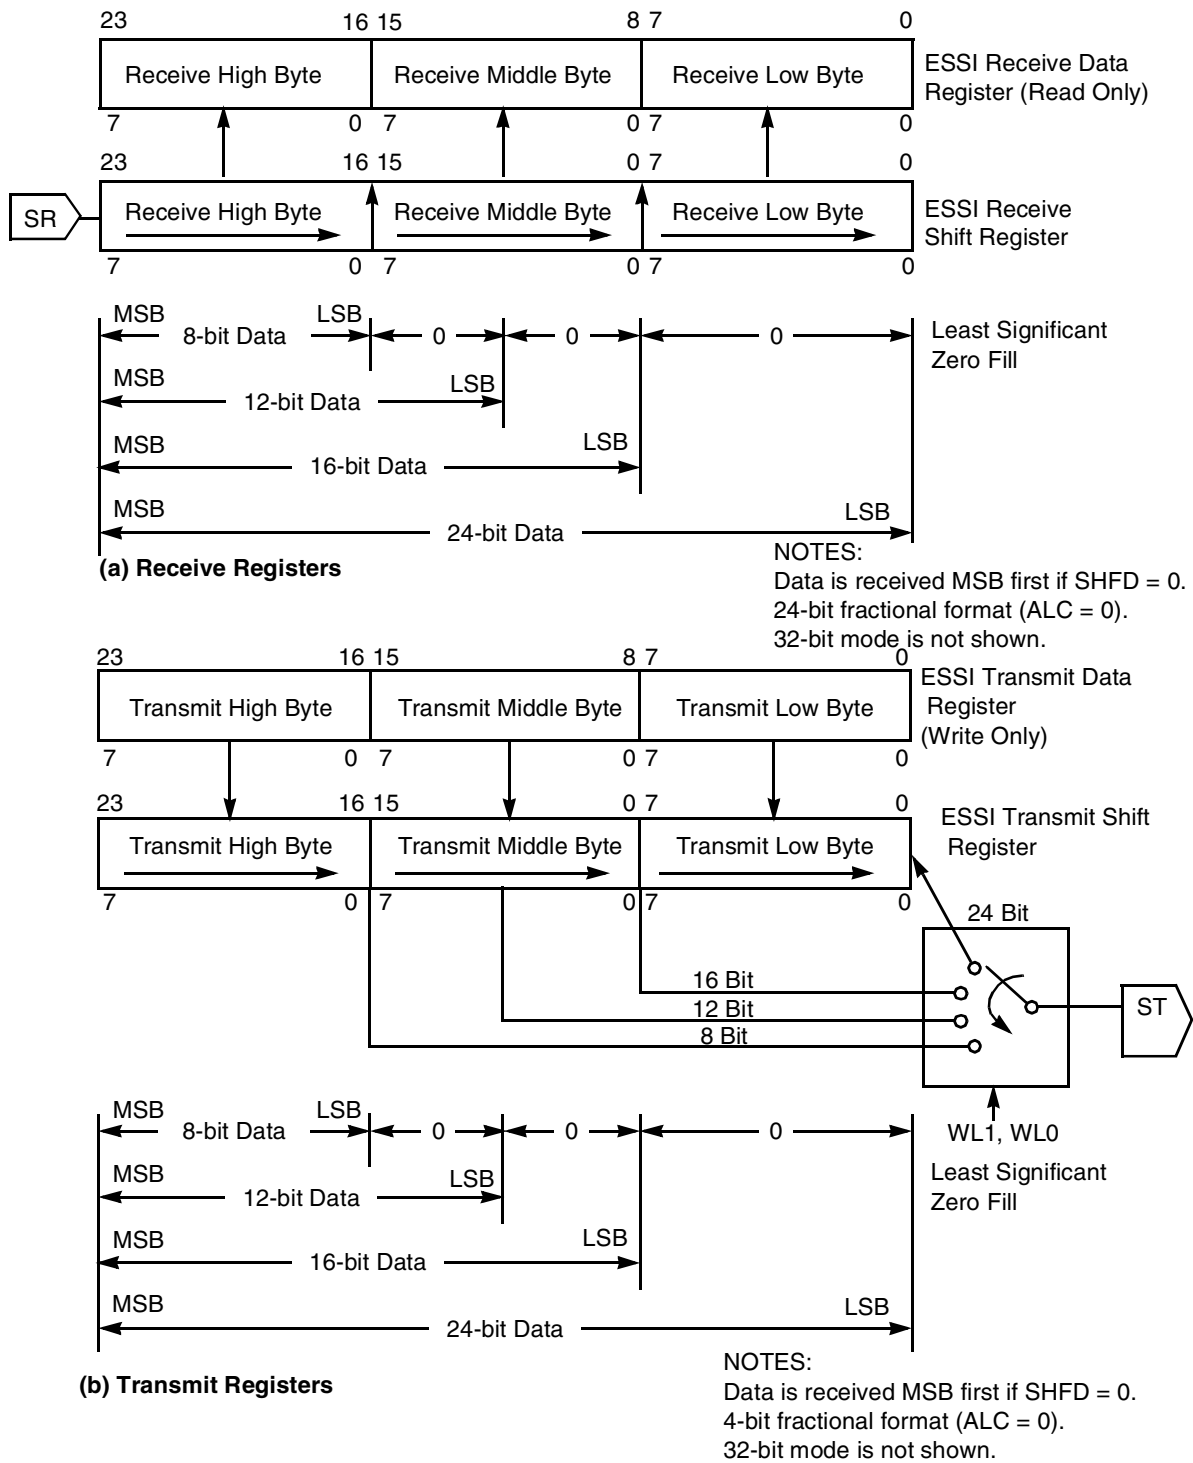 23 16 15 8 7 0
Receive High Byte Receive Middle Byte Receive Low Byte
ESSI Receive Data
Register (Read Only)
7 0 7 0 7 0
23 16 15 0 7 0
SR
Receive High Byte Receive Middle Byte Receive Low Byte
ESSI Receive
Shift Register
7 0 7 0 7 0
MSB LSB
8-bit Data 0 0 0
Least Significant
Zero Fill
MSB LSB
12-bit Data
MSB LSB
16-bit Data
MSB LSB
24-bit Data
(a) Receive Registers
NOTES:
Data is received MSB first if SHFD = 0.
24-bit fractional format (ALC = 0).
32-bit mode is not shown.
23 16 15 8 7 0
Transmit High Byte Transmit Middle Byte Transmit Low Byte
ESSI Transmit Data
Register
(Write Only)
7 0 7 0 7 0
23 16 15 0 7 0
Transmit High Byte Transmit Middle Byte Transmit Low Byte
ESSI Transmit Shift
Register
7 0 7 0 7 0
24 Bit
16 Bit
12 Bit
8 Bit
ST
WL1, WL0
MSB LSB
8-bit Data 0 0 0
Least Significant
Zero Fill
MSB LSB
12-bit Data
MSB LSB
16-bit Data
MSB LSB
24-bit Data
(b) Transmit Registers
NOTES:
Data is received MSB first if SHFD = 0.
4-bit fractional format (ALC = 0).
32-bit mode is not shown.